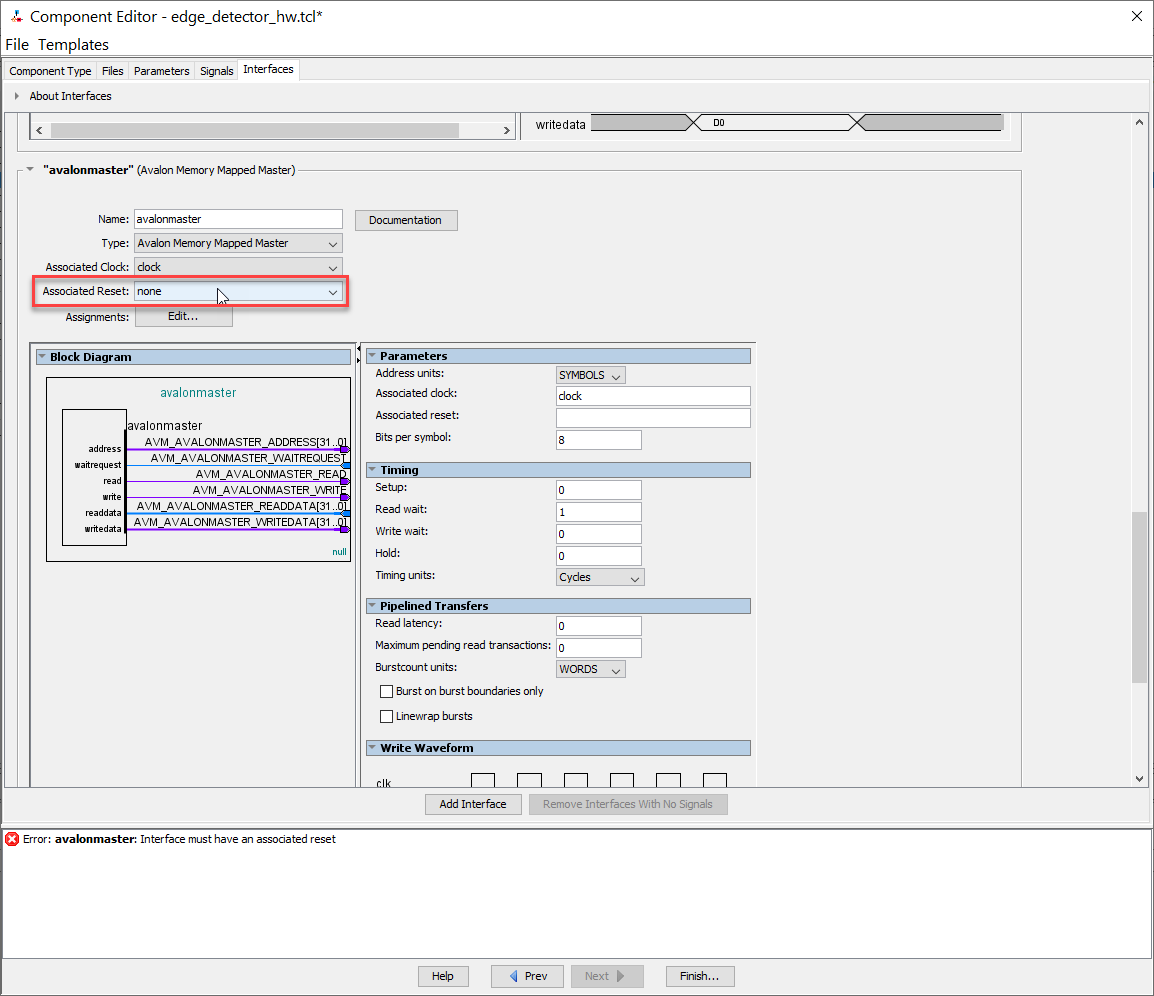 Component Editor - edge_detector_hw.tcl*
File Templates
Component Type Files Parameters Signals Interfaces
About Interfaces
writedata D0
"avalonmaster" (Avalon Memory Mapped Master)
Name: avalonmaster Documentation
Type: Avalon Memory Mapped Master
Associated Clock: clock
Associated Reset: none
Assignments: Edit...
Block Diagram
avalonmaster
avalonmaster
address AVM_AVALONMASTER_ADDRESS[31..0]
waitrequest AVM_AVALONMASTER_WAITREQUEST
read AVM_AVALONMASTER_READ
write AVM_AVALONMASTER_WRITE
readdata AVM_AVALONMASTER_READDATA[31..0]
writedata AVM_AVALONMASTER_WRITEDATA[31..0]
null
Parameters
Address units: SYMBOLS
Associated clock: clock
Associated reset:
Bits per symbol: 8
Timing
Setup: 0
Read wait: 1
Write wait: 0
Hold: 0
Timing units: Cycles
Pipelined Transfers
Read latency: 0
Maximum pending read transactions: 0
Burstcount units: WORDS
Burst on burst boundaries only
Linewrap bursts
Write Waveform
clk
Add Interface Remove Interfaces With No Signals
Error: avalonmaster: Interface must have an associated reset
Help Prev Next Finish...